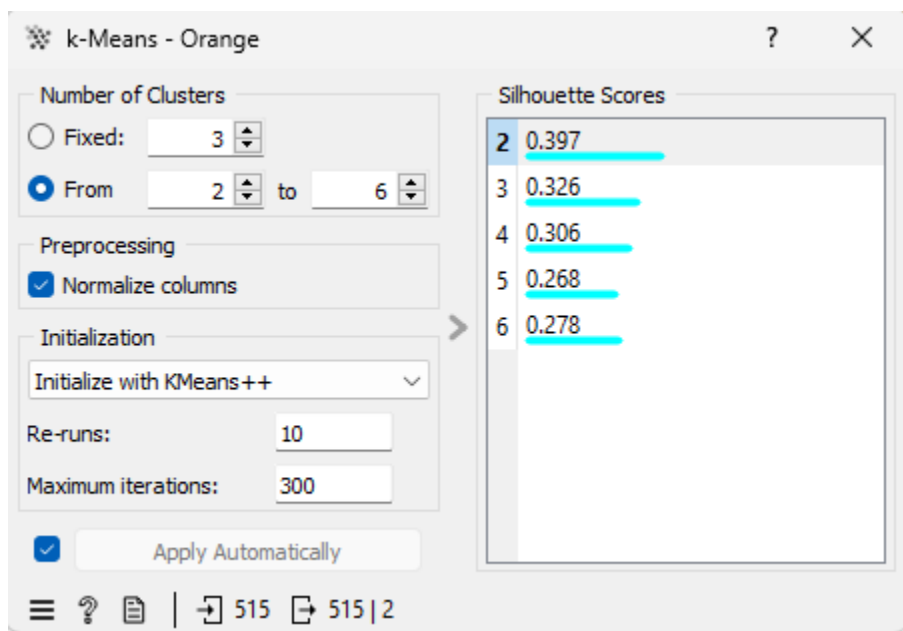 k-Means - Orange ?
Number of Clusters
Fixed: 3
From 2 to 6
Preprocessing
Normalize columns
Initialization
Initialize with KMeans++
Re-runs: 10
Maximum iterations: 300
Apply Automatically
Silhouette Scores
2 0.397
3 0.326
4 0.306
5 0.268
6 0.278
? 515 515 | 2